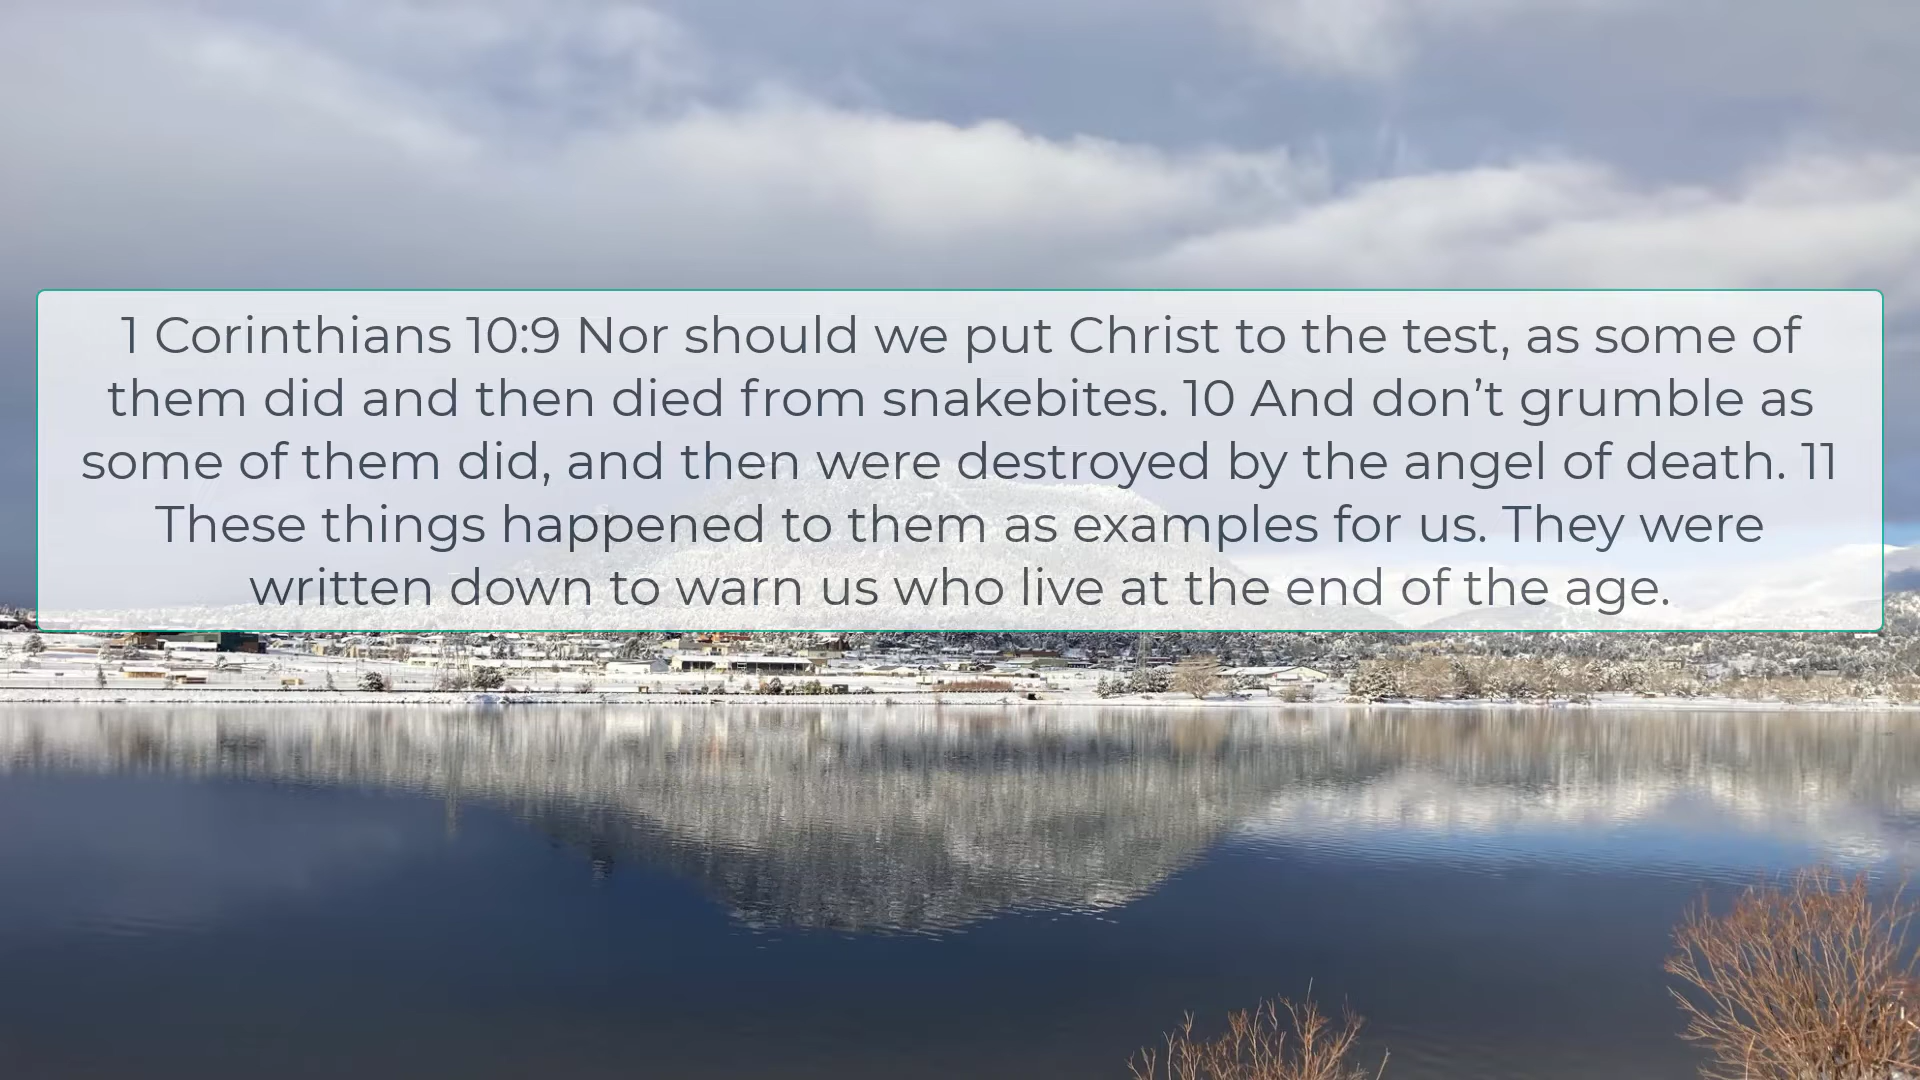 1 Corinthians 10:9 Nor should we put Christ to the test, as some of
them did and then died from snakebites. 10 And don’t grumble as
some of them did, and then were destroyed by the angel of death. 11
These things happened to them as examples for us. They were
written down to warn us who live at the end of the age.